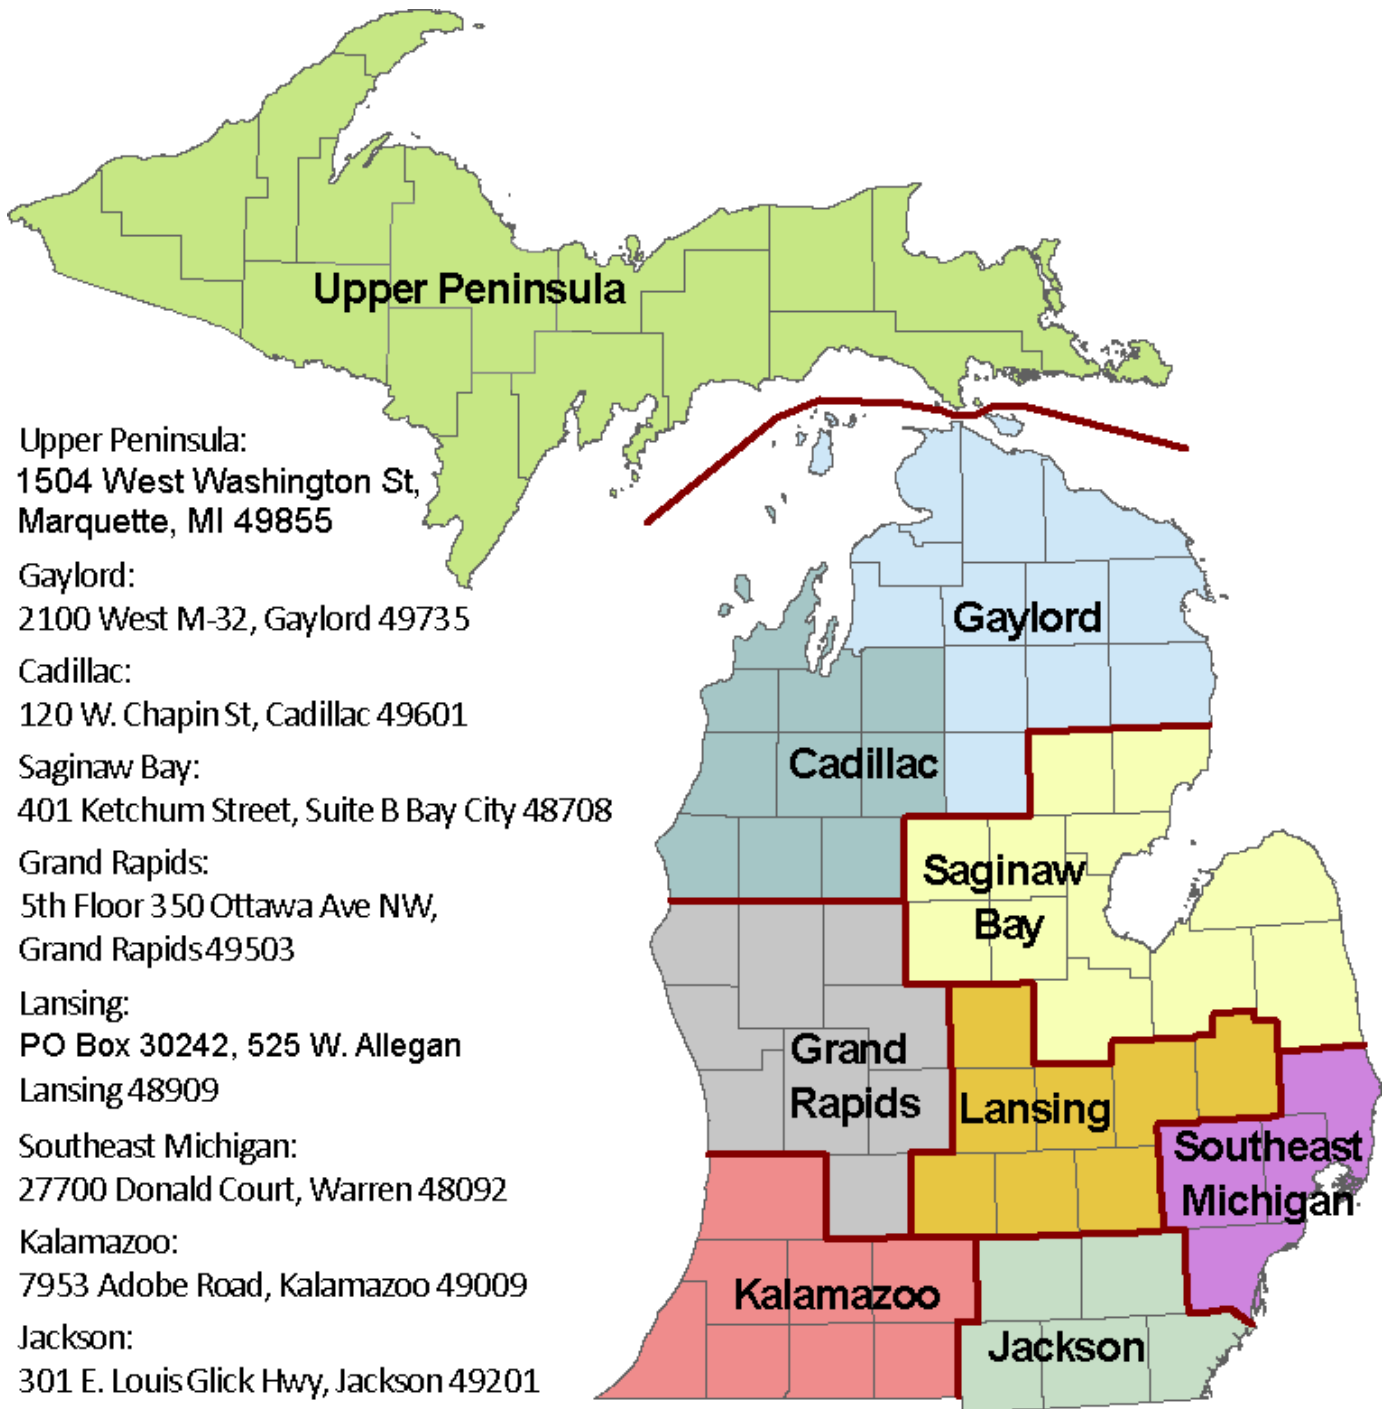 Upper Peninsula
Upper Peninsula:
1504 West Washington St,
Marquette, MI 49855
Gaylord:
2100 West M-32, Gaylord 49735
Cadillac:
120 W. Chapin St, Cadillac 49601
Saginaw Bay:
401 Ketchum Street, Suite B Bay City 48708
Grand Rapids:
5th Floor 350 Ottawa Ave NW,
Grand Rapids 49503
Lansing:
PO Box 30242, 525 W. Allegan
Lansing 48909
Southeast Michigan:
27700 Donald Court, Warren 48092
Kalamazoo:
7953 Adobe Road, Kalamazoo 49009
Jackson:
301 E. Louis Glick Hwy, Jackson 49201
Gaylord
Cadillac
Saginaw
Bay
Grand
Rapids
Lansing
Southeast
Michigan
Kalamazoo
Jackson